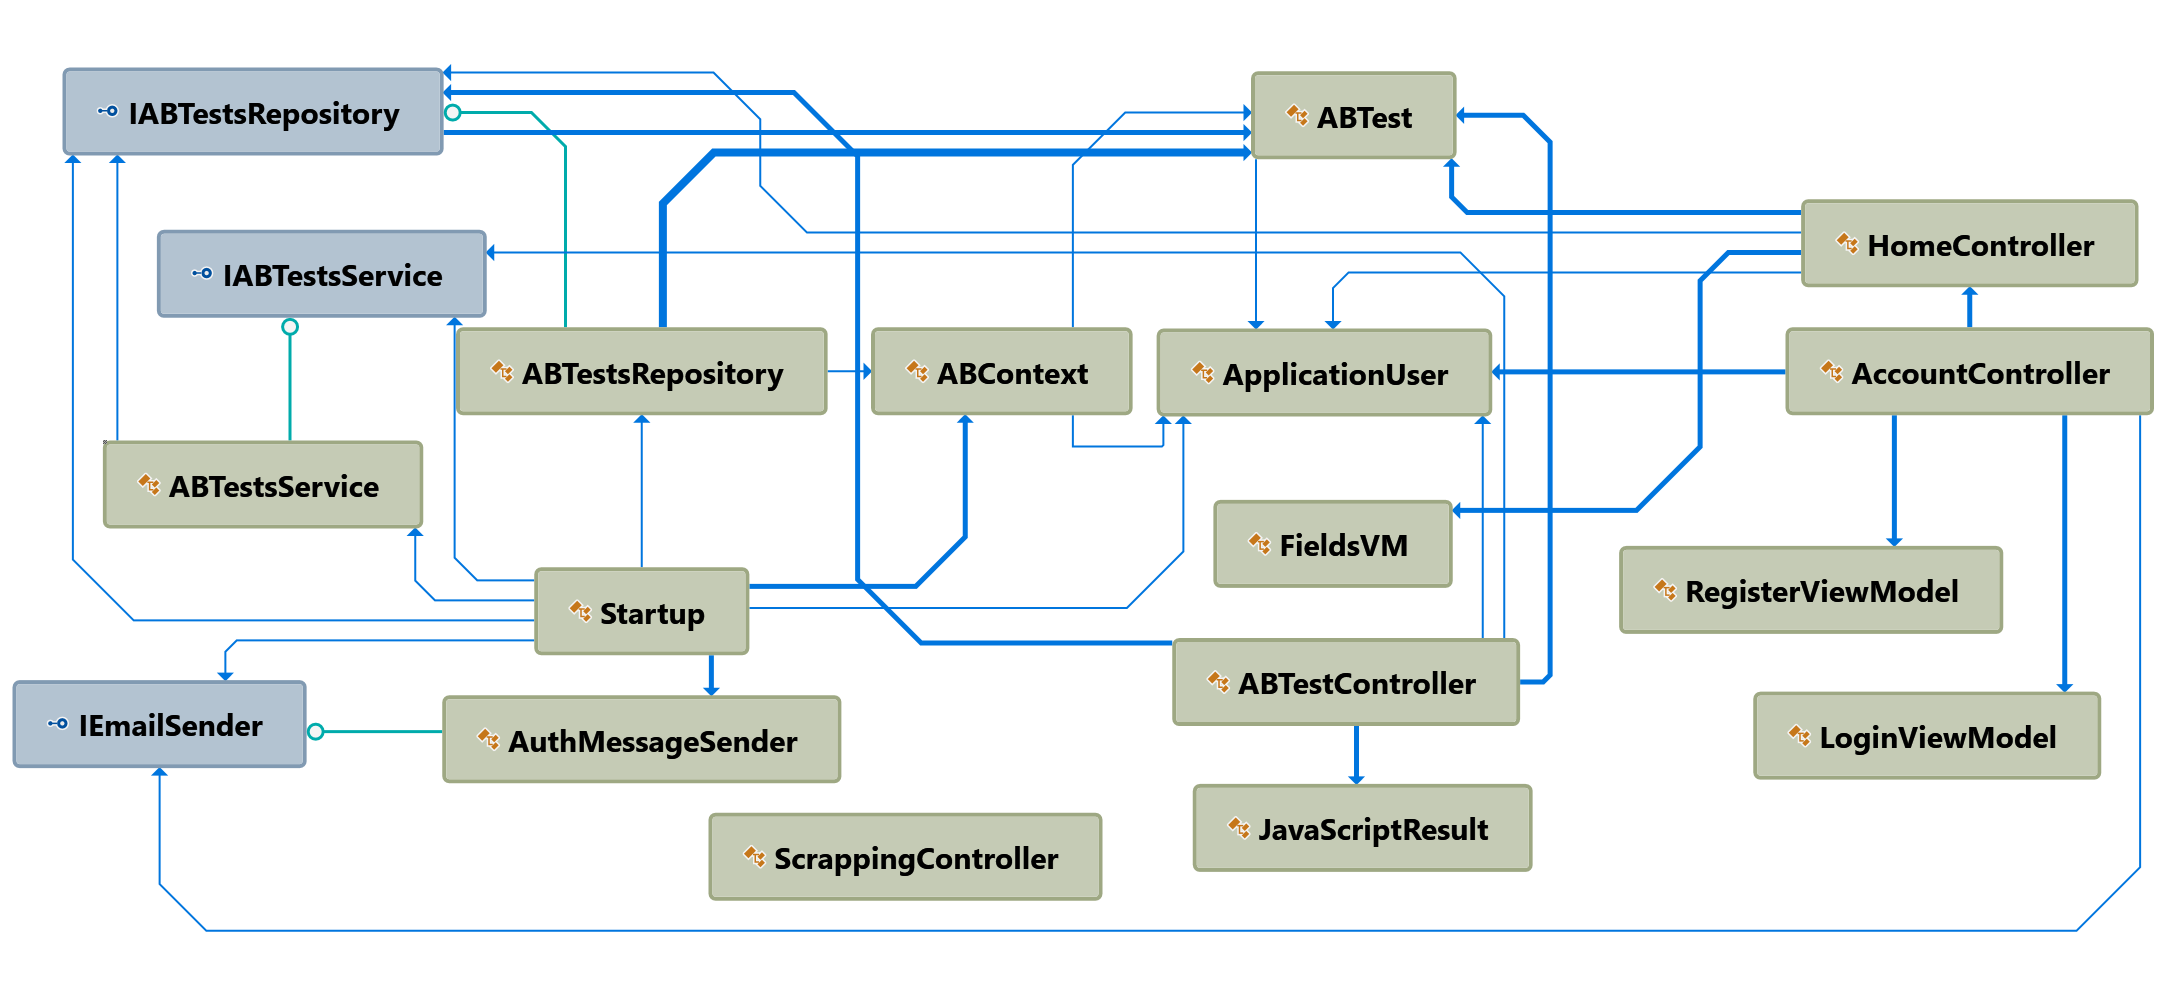 IABTestsRepository
ABTest
HomeController
IABTestsService
ABTestsRepository
ABContext
ApplicationUser
AccountController
ABTestsService
FieldsVM
RegisterViewModel
Startup
ABTestController
IEmailSender
AuthMessageSender
LoginViewModel
JavaScriptResult
ScrappingController